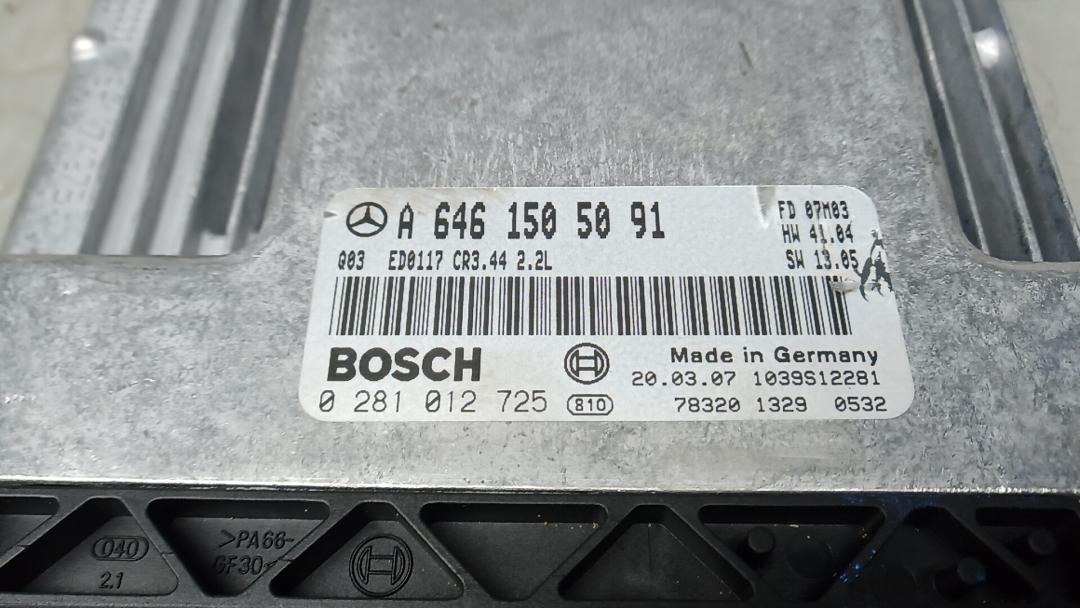 A 646 150 50 91
FD 07M03
HW 41.04
Q03 ED0117 CR3.44 2.2L
SW 13.05
BOSCH
Made in Germany
20.03.07 1039S12281
0 281 012 725
810
78320 1329 0532
040
2.1
>PA66-
GF30<